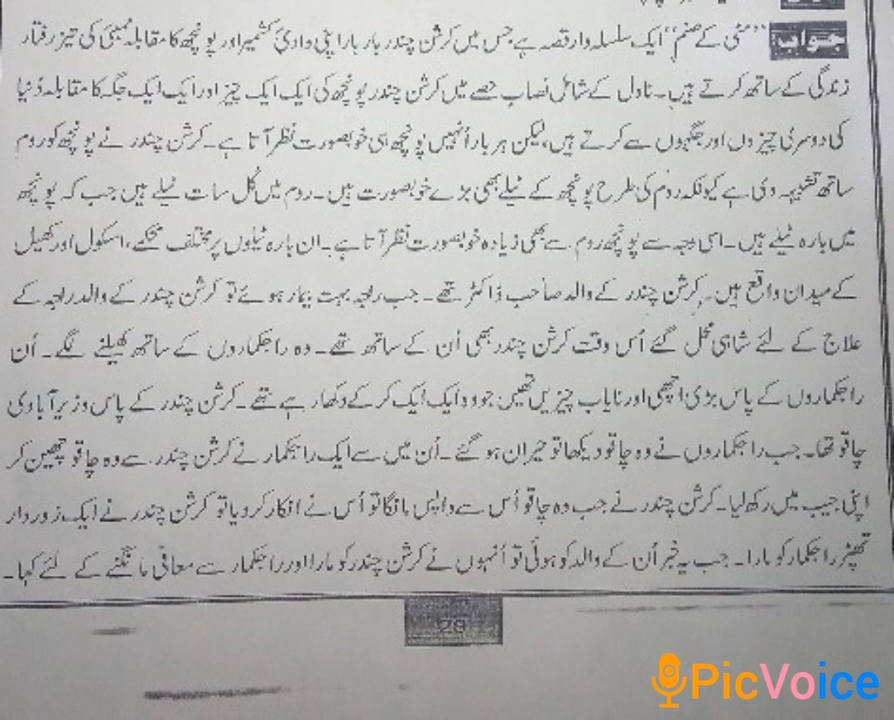 جواب: ”مٹی کے صنم“ ایک سلسلہ وار قصہ ہے جس میں کرشن چندر بار بار اپنی وادیٔ کشمیر اور پونچھ کا مقابلہ ممبئی کی تیز رفتار
زندگی کے ساتھ کرتے ہیں۔ ناول کے شامل نصاب حصے میں کرشن چندر پونچھ کی ایک ایک چیز اور ایک ایک جگہ کا مقابلہ دُنیا
کی دوسری چیزوں اور جگہوں سے کرتے ہیں، لیکن ہر بار اُنہیں پونچھ ہی خوبصورت نظر آتا ہے۔ کرشن چندر نے پونچھ کو روم
ساتھ تشبیہہ دی ہے کیونکہ روم کی طرح پونچھ کے ٹیلے بھی بڑے خوبصورت ہیں۔ روم میں کُل سات ٹیلے ہیں جب کہ پونچھ
میں بارہ ٹیلے ہیں۔ اسی وجہ سے پونچھ روم سے بھی زیادہ خوبصورت نظر آتا ہے۔ ان بارہ ٹیلوں پر مختلف محکمے، اسکول اور کھیل
کے میدان واقع ہیں۔ کرشن چندر کے والد صاحب ڈاکٹر تھے۔ جب راجہ بہت بیمار ہوئے تو کرشن چندر کے والد راجہ کے
علاج کے لئے شاہی محل گئے اُس وقت کرشن چندر بھی اُن کے ساتھ تھے۔ وہ راجکماروں کے ساتھ کھیلنے لگے۔ اُن
راجکماروں کے پاس بڑی اچھی اور نایاب چیزیں تھیں جو وہ ایک ایک کر کے دکھا رہے تھے۔ کرشن چندر کے پاس وزیر آبادی
چاقو تھا۔ جب راجکماروں نے وہ چاقو دیکھا تو حیران ہو گئے۔ اُن میں سے ایک راجکمار نے کرشن چندر سے وہ چاقو چھین کر
اپنی جیب میں رکھ لیا۔ کرشن چندر نے جب وہ چاقو اُس سے واپس مانگا تو اُس نے انکار کر دیا تو کرشن چندر نے ایک زوردار
تھپڑ راجکمار کو مارا۔ جب یہ خبر اُن کے والد کو ہوئی تو اُنہوں نے کرشن چندر کو مارا اور راجکمار سے معافی مانگنے کے لئے کہا۔
29
PicVoice